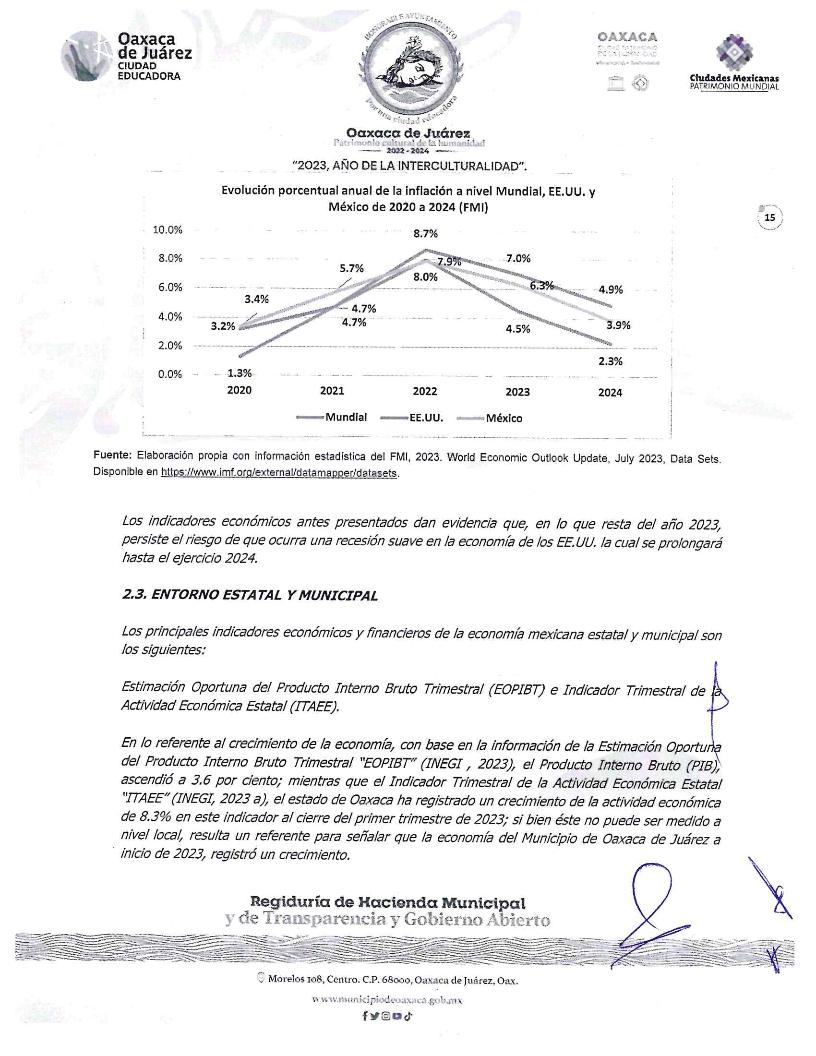 Oaxaca
de Juárez
CIUDAD
EDUCADORA
HONORABLE AYUNTAMIENTO
Por una ciudad educadora
Oaxaca de Juárez
Patrimonio cultural de la humanidad
2022 - 2024
OAXACA
Ciudades Mexicanas
PATRIMONIO MUNDIAL
"2023, AÑO DE LA INTERCULTURALIDAD".
15
Evolución porcentual anual de la inflación a nivel Mundial, EE.UU. y
México de 2020 a 2024 (FMI)
10.0%
8.0%
6.0%
4.0%
2.0%
0.0%
3.2%
3.4%
1.3%
5.7%
4.7%
4.7%
8.7%
7.9%
8.0%
7.0%
6.3%
4.5%
4.9%
3.9%
2.3%
2020 2021 2022 2023 2024
Mundial EE.UU. México
Fuente: Elaboración propia con información estadística del FMI, 2023. World Economic Outlook Update, July 2023, Data Sets.
Disponible en https://www.imf.org/external/datamapper/datasets.
Los indicadores económicos antes presentados dan evidencia que, en lo que resta del año 2023,
persiste el riesgo de que ocurra una recesión suave en la economía de los EE.UU. la cual se prolongará
hasta el ejercicio 2024.
2.3. ENTORNO ESTATAL Y MUNICIPAL
Los principales indicadores económicos y financieros de la economía mexicana estatal y municipal son
los siguientes:
Estimación Oportuna del Producto Interno Bruto Trimestral (EOPIBT) e Indicador Trimestral de la
Actividad Económica Estatal (ITAEE).
En lo referente al crecimiento de la economía, con base en la información de la Estimación Oportuna
del Producto Interno Bruto Trimestral "EOPIBT" (INEGI , 2023), el Producto Interno Bruto (PIB),
ascendió a 3.6 por ciento; mientras que el Indicador Trimestral de la Actividad Económica Estatal
"ITAEE" (INEGI, 2023 a), el estado de Oaxaca ha registrado un crecimiento de la actividad económica
de 8.3% en este indicador al cierre del primer trimestre de 2023; si bien éste no puede ser medido a
nivel local, resulta un referente para señalar que la economía del Municipio de Oaxaca de Juárez a
inicio de 2023, registró un crecimiento.
Regiduría de Hacienda Municipal
y de Transparencia y Gobierno Abierto
Morelos 108, Centro. C.P. 68000, Oaxaca de Juárez, Oax.
www.municipiodeoaxaca.gob.mx